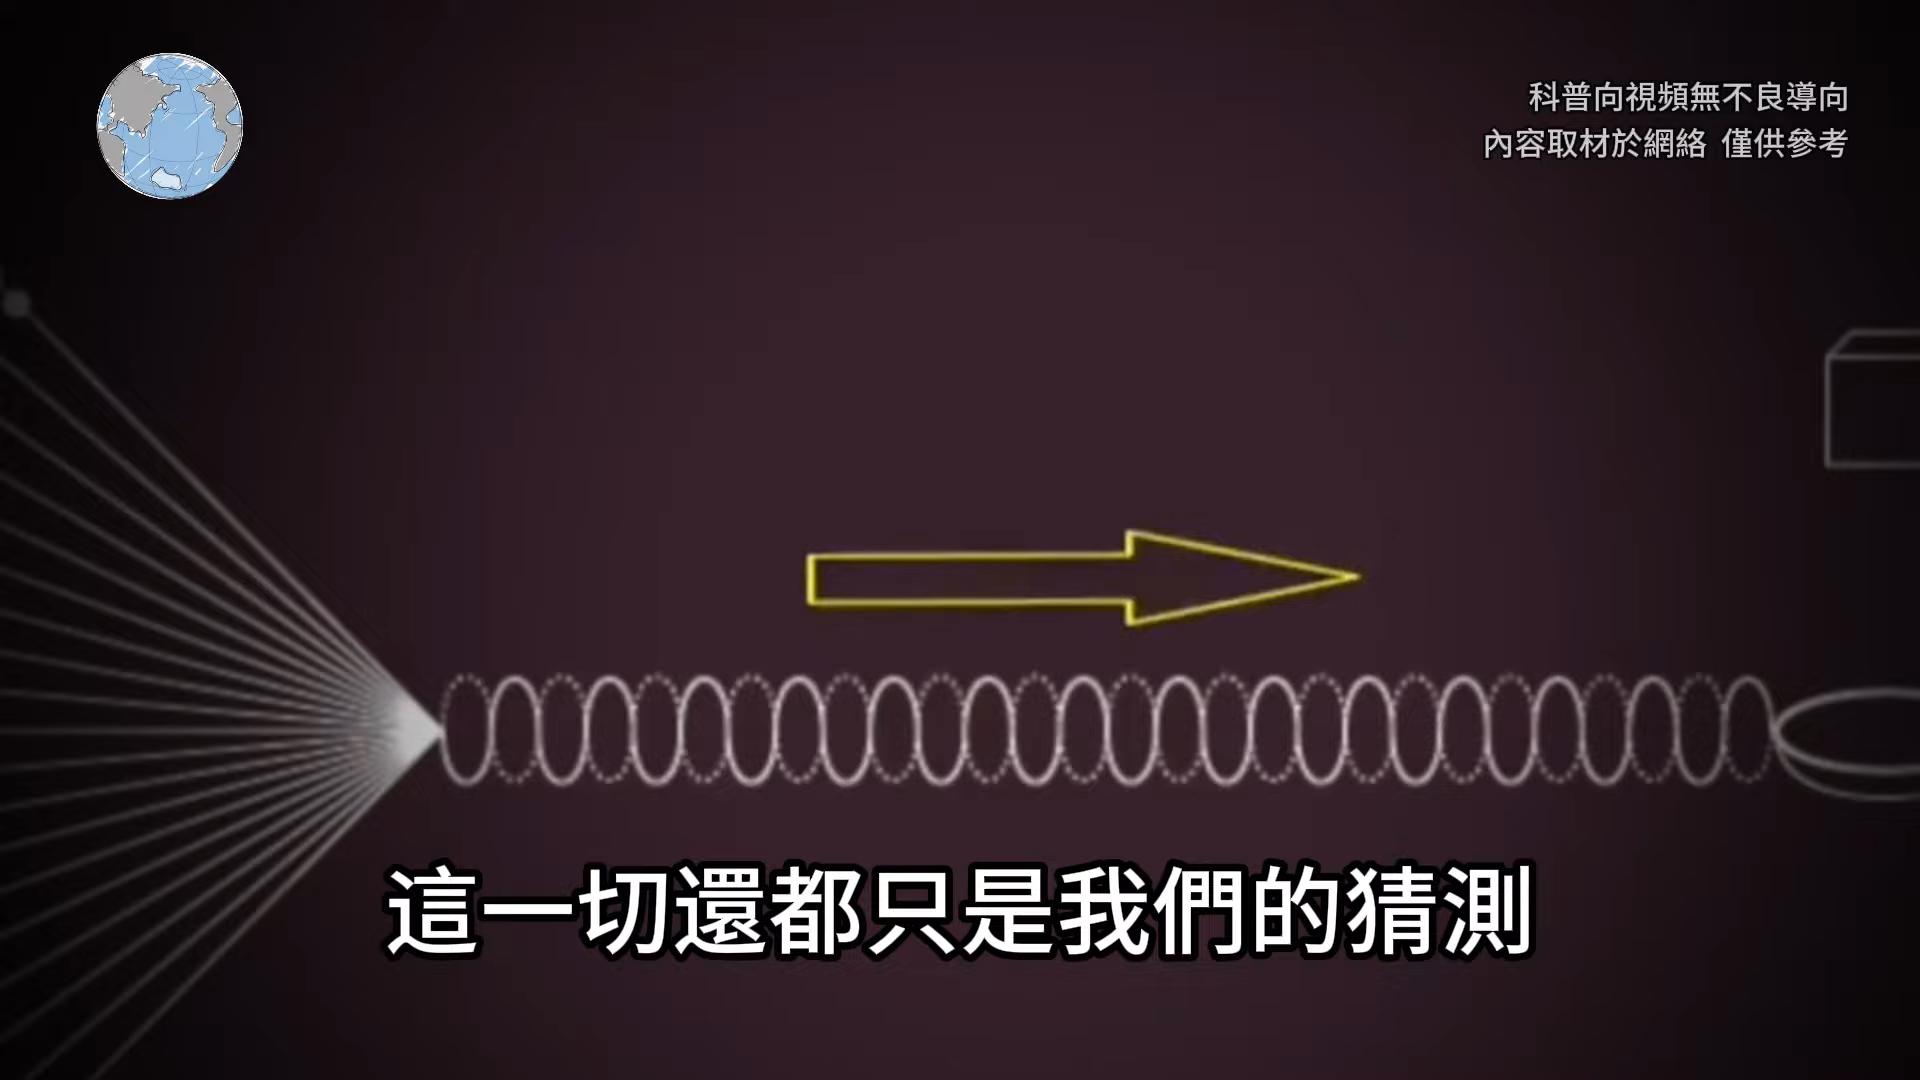 科普向視頻無不良導向
內容取材於網絡 僅供參考
這一切還都只是我們的猜測